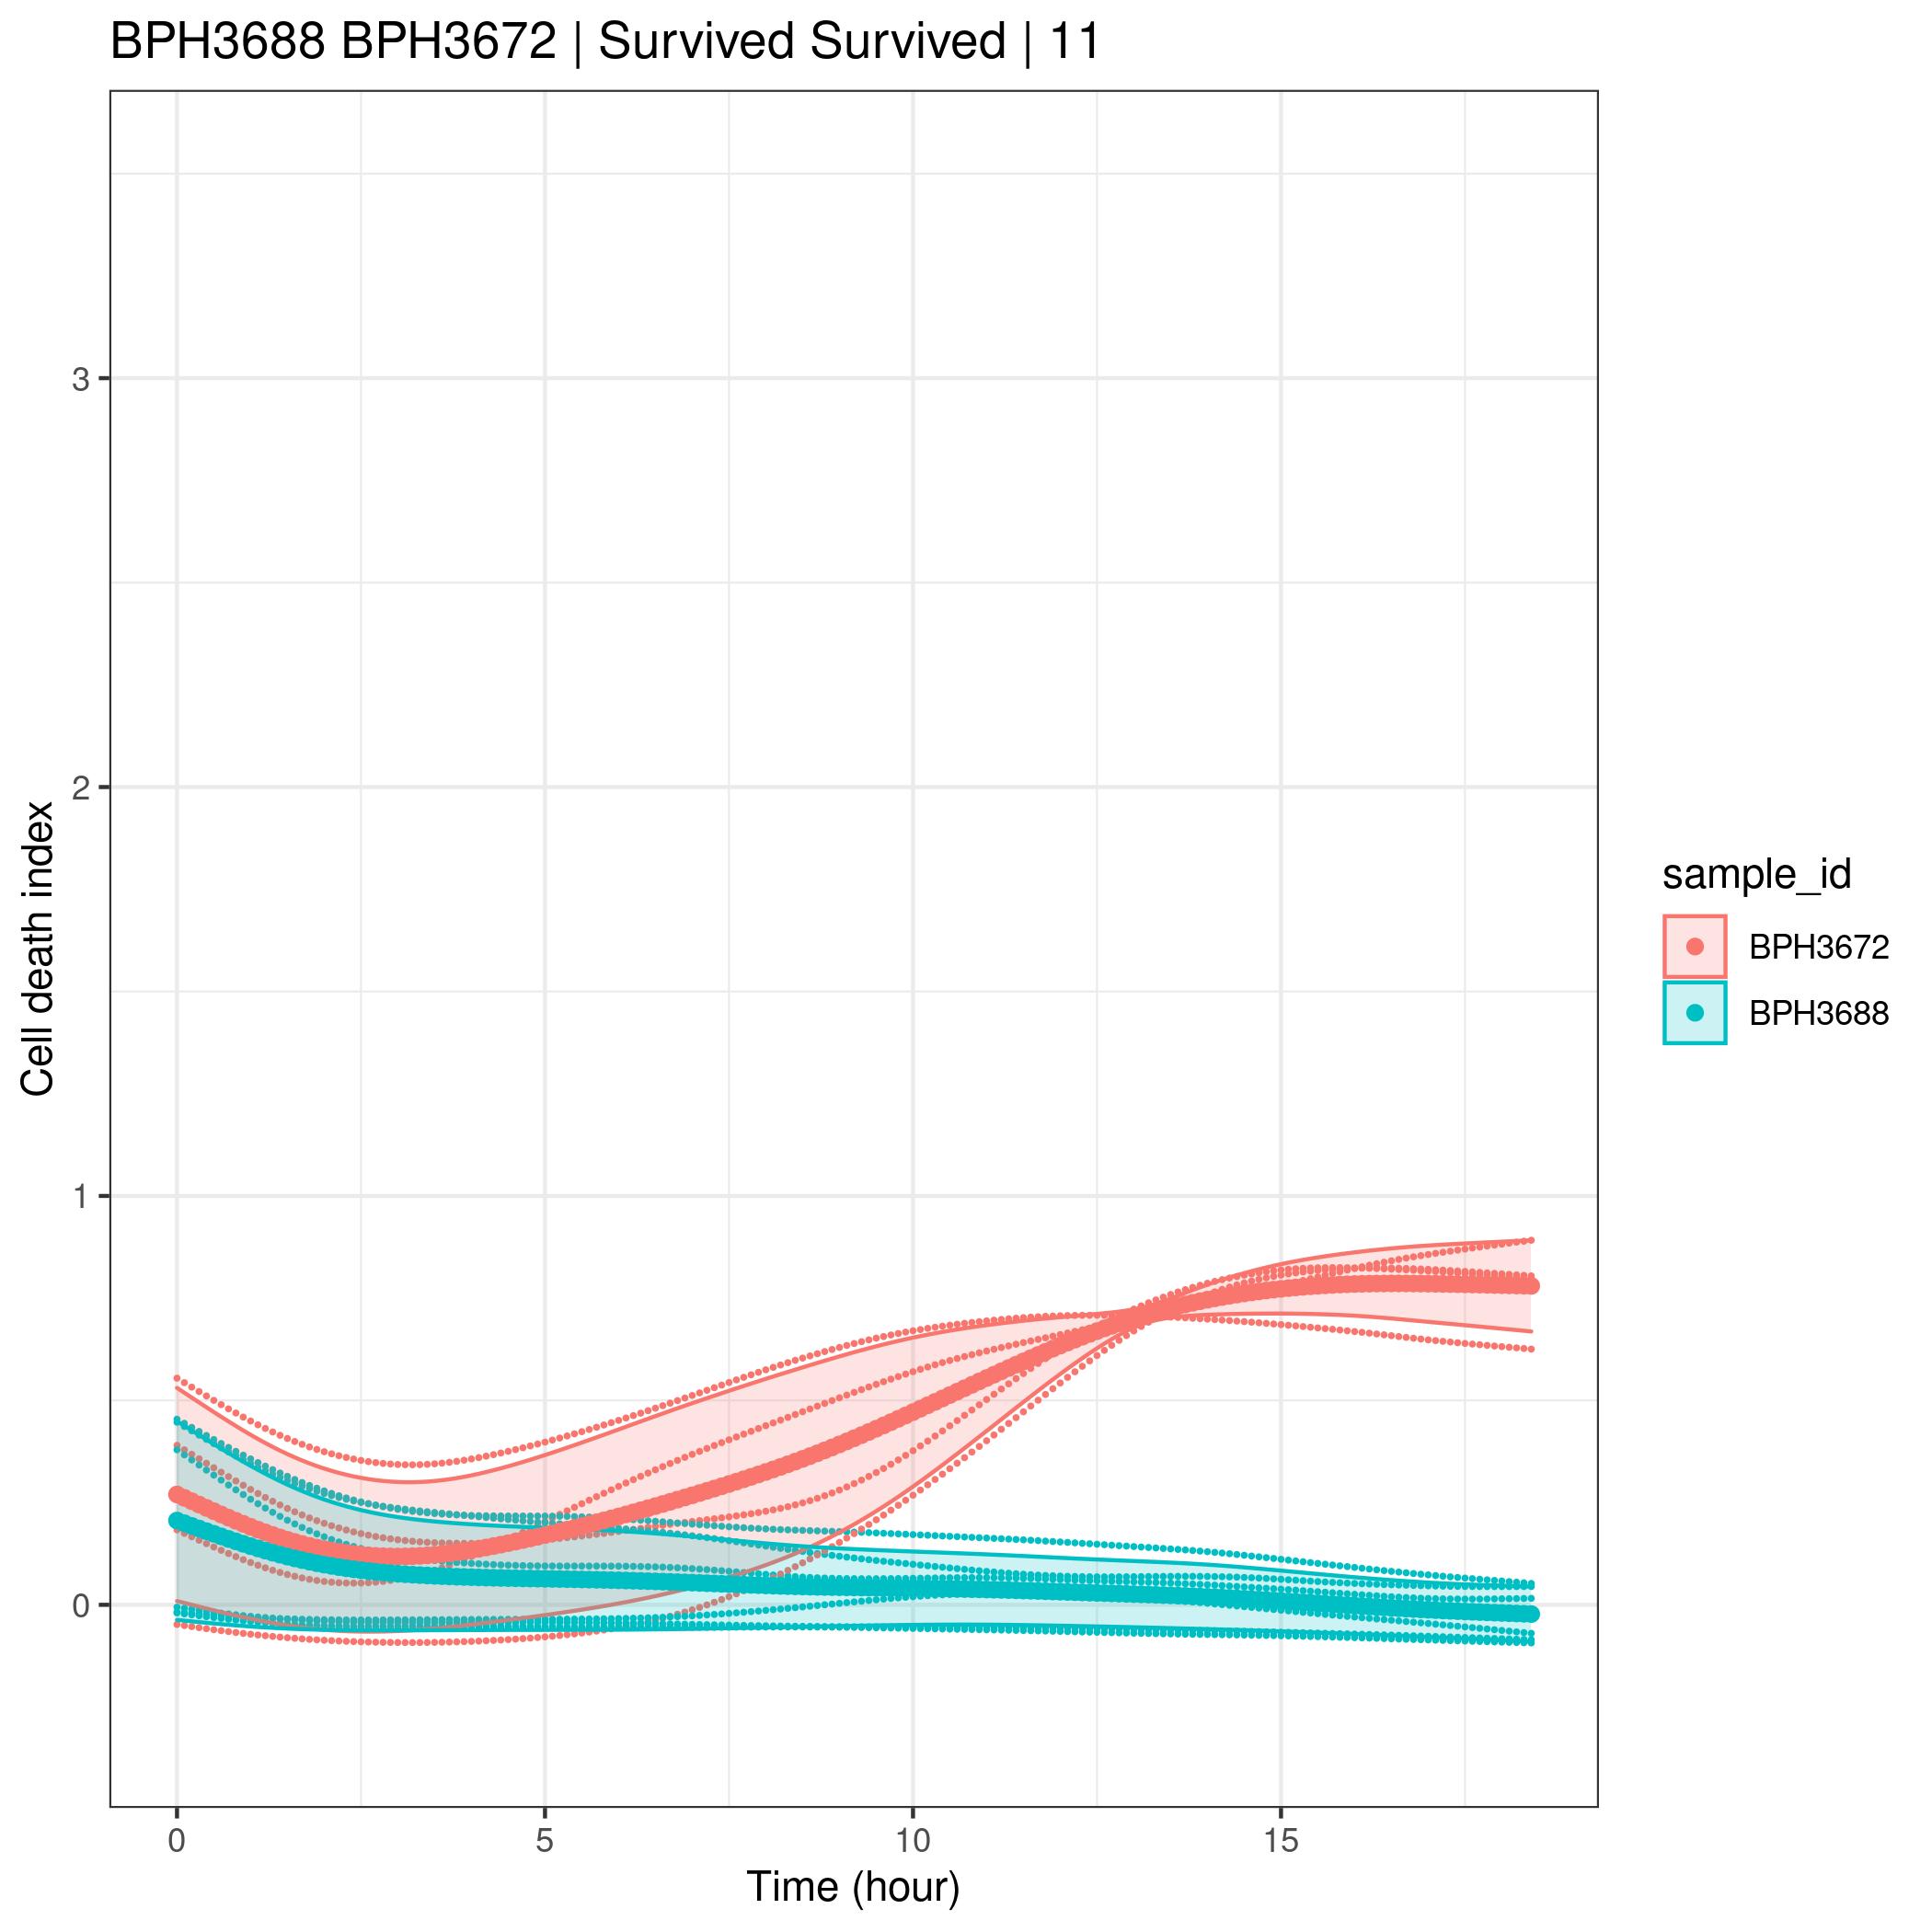 BPH3688 BPH3672 | Survived Survived | 11
Cell death index
3
2
1
0
0 5 10 15
Time (hour)
sample_id
BPH3672
BPH3688